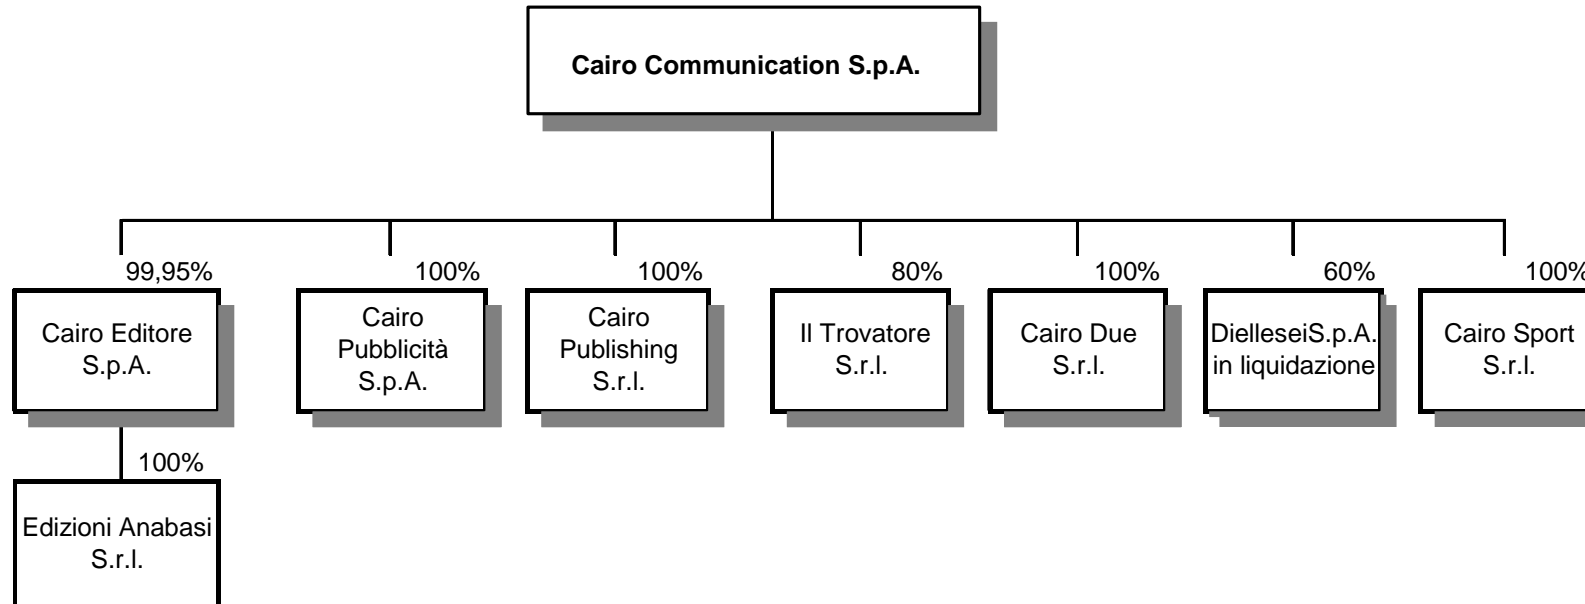 Cairo Communication S.p.A.
99,95%
100%
100%
80%
100%
60%
100%
Cairo Editore
S.p.A.
Cairo
Pubblicità
S.p.A.
Cairo
Publishing
S.r.l.
Il Trovatore
S.r.l.
Cairo Due
S.r.l.
DielleseiS.p.A.
in liquidazione
Cairo Sport
S.r.l.
100%
Edizioni Anabasi
S.r.l.